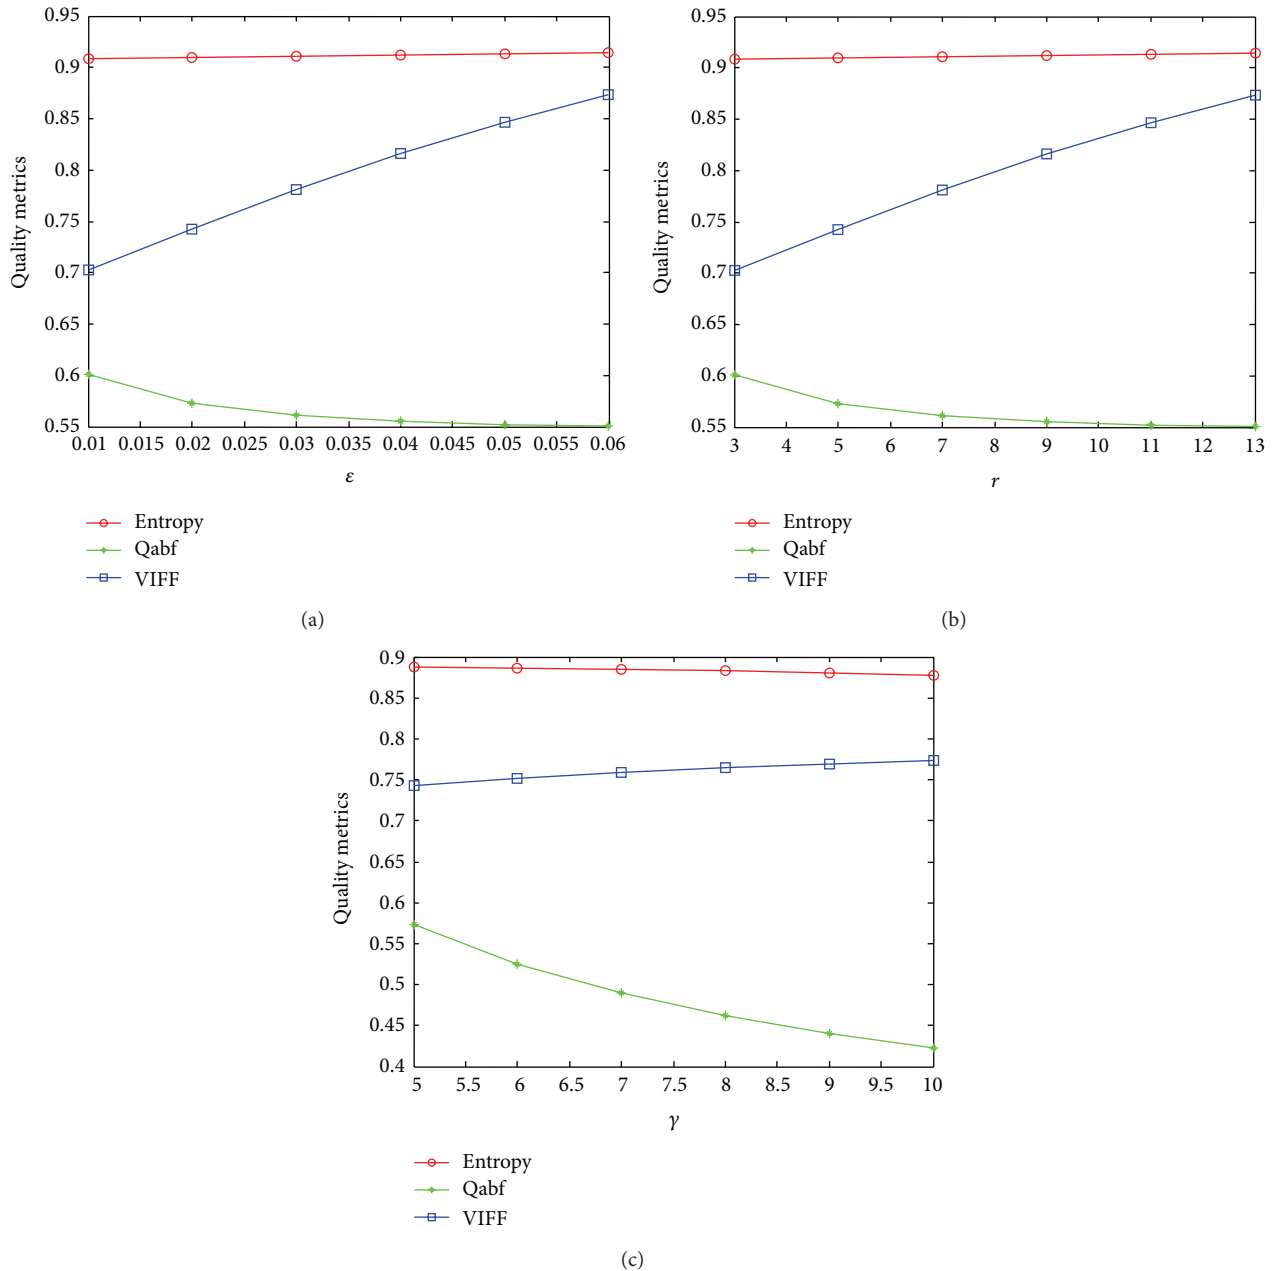 0.95
0.9
0.85
0.8
0.75
0.7
0.65
0.6
0.55
Quality metrics
0.01 0.015 0.02 0.025 0.03 0.035 0.04 0.045 0.05 0.055 0.06
ε
Entropy
Qabf
VIFF
(a)
0.95
0.9
0.85
0.8
0.75
0.7
0.65
0.6
0.55
Quality metrics
3 4 5 6 7 8 9 10 11 12 13
r
Entropy
Qabf
VIFF
(b)
0.9
0.85
0.8
0.75
0.7
0.65
0.6
0.55
0.5
0.45
0.4
Quality metrics
5 5.5 6 6.5 7 7.5 8 8.5 9 9.5 10
γ
Entropy
Qabf
VIFF
(c)